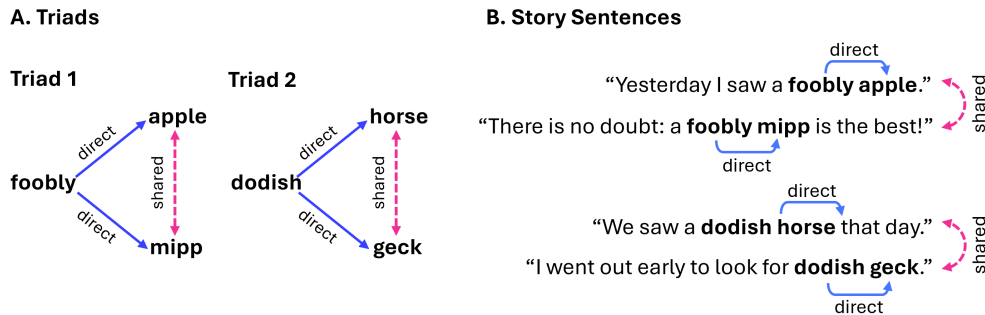 A. Triads
Triad 1
apple
direct
foobly
shared
direct
mipp
Triad 2
horse
direct
dodish
shared
direct
geck
B. Story Sentences
direct
“Yesterday I saw a foobly apple.”
shared
“There is no doubt: a foobly mipp is the best!”
direct
direct
“We saw a dodish horse that day.”
shared
“I went out early to look for dodish geck.”
direct